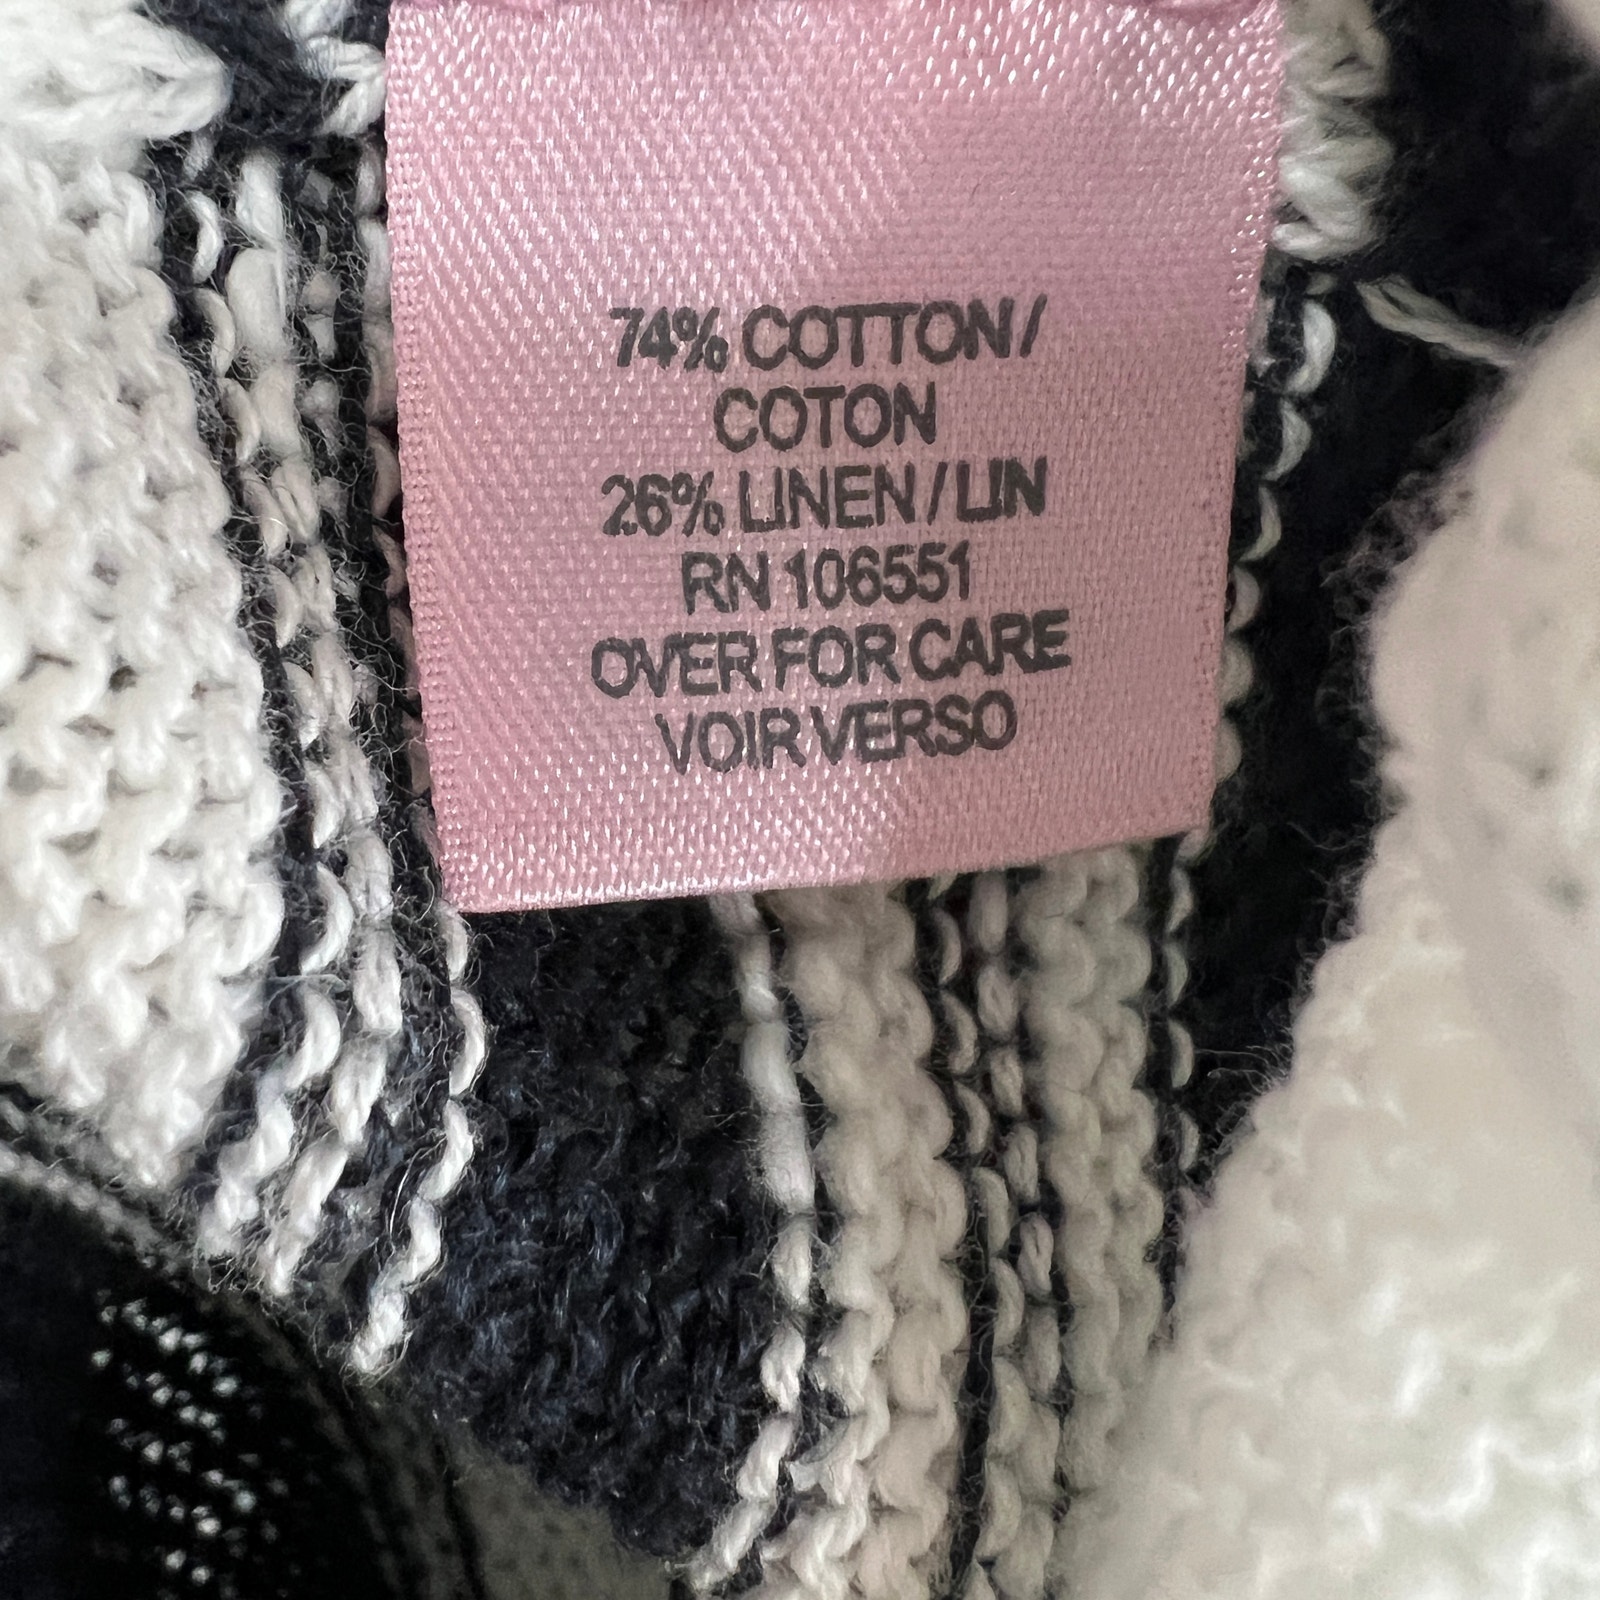 74% COTTON/
COTON
26% LINEN/LIN
RN 106551
OVER FOR CARE
VOIR VERSO